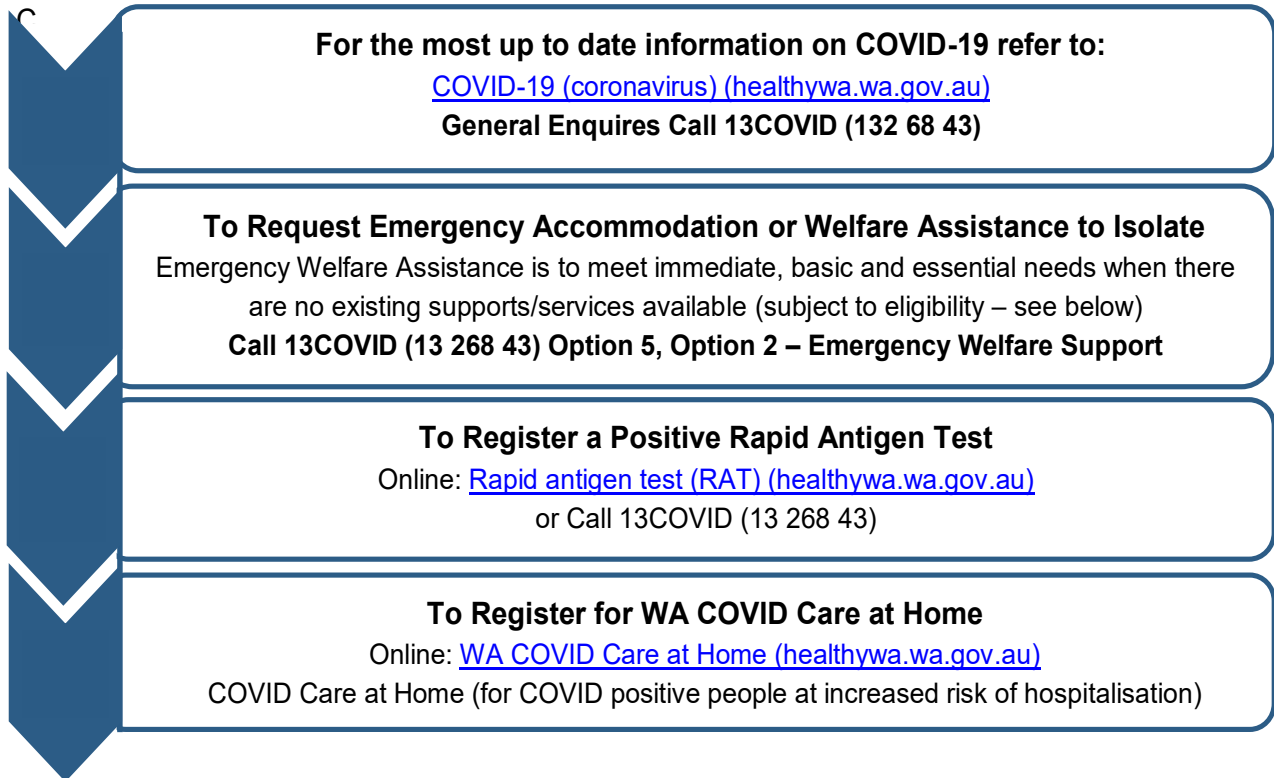 C
For the most up to date information on COVID-19 refer to:
COVID-19 (coronavirus) (healthywa.wa.gov.au)
General Enquires Call 13COVID (132 68 43)
To Request Emergency Accommodation or Welfare Assistance to Isolate
Emergency Welfare Assistance is to meet immediate, basic and essential needs when there
are no existing supports/services available (subject to eligibility – see below)
Call 13COVID (13 268 43) Option 5, Option 2 – Emergency Welfare Support
To Register a Positive Rapid Antigen Test
Online: Rapid antigen test (RAT) (healthywa.wa.gov.au)
or Call 13COVID (13 268 43)
To Register for WA COVID Care at Home
Online: WA COVID Care at Home (healthywa.wa.gov.au)
COVID Care at Home (for COVID positive people at increased risk of hospitalisation)